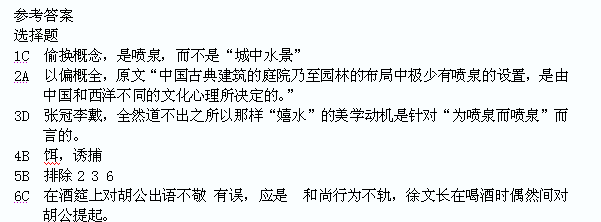 参考答案
选择题
1C 偷换概念，是喷泉，而不是“城中水景”
2A 以偏概全，原文“中国古典建筑的庭院乃至园林的布局中极少有喷泉的设置，是由
中国和西洋不同的文化心理所决定的。”
3D 张冠李戴，全然道不出之所以那样“嬉水”的美学动机是针对“为喷泉而喷泉”而
言的。
4B 饵，诱捕
5B 排除 2 3 6
6C 在酒筵上对胡公出语不敬 有误，应是 和尚行为不轨，徐文长在喝酒时偶然间对
胡公提起。